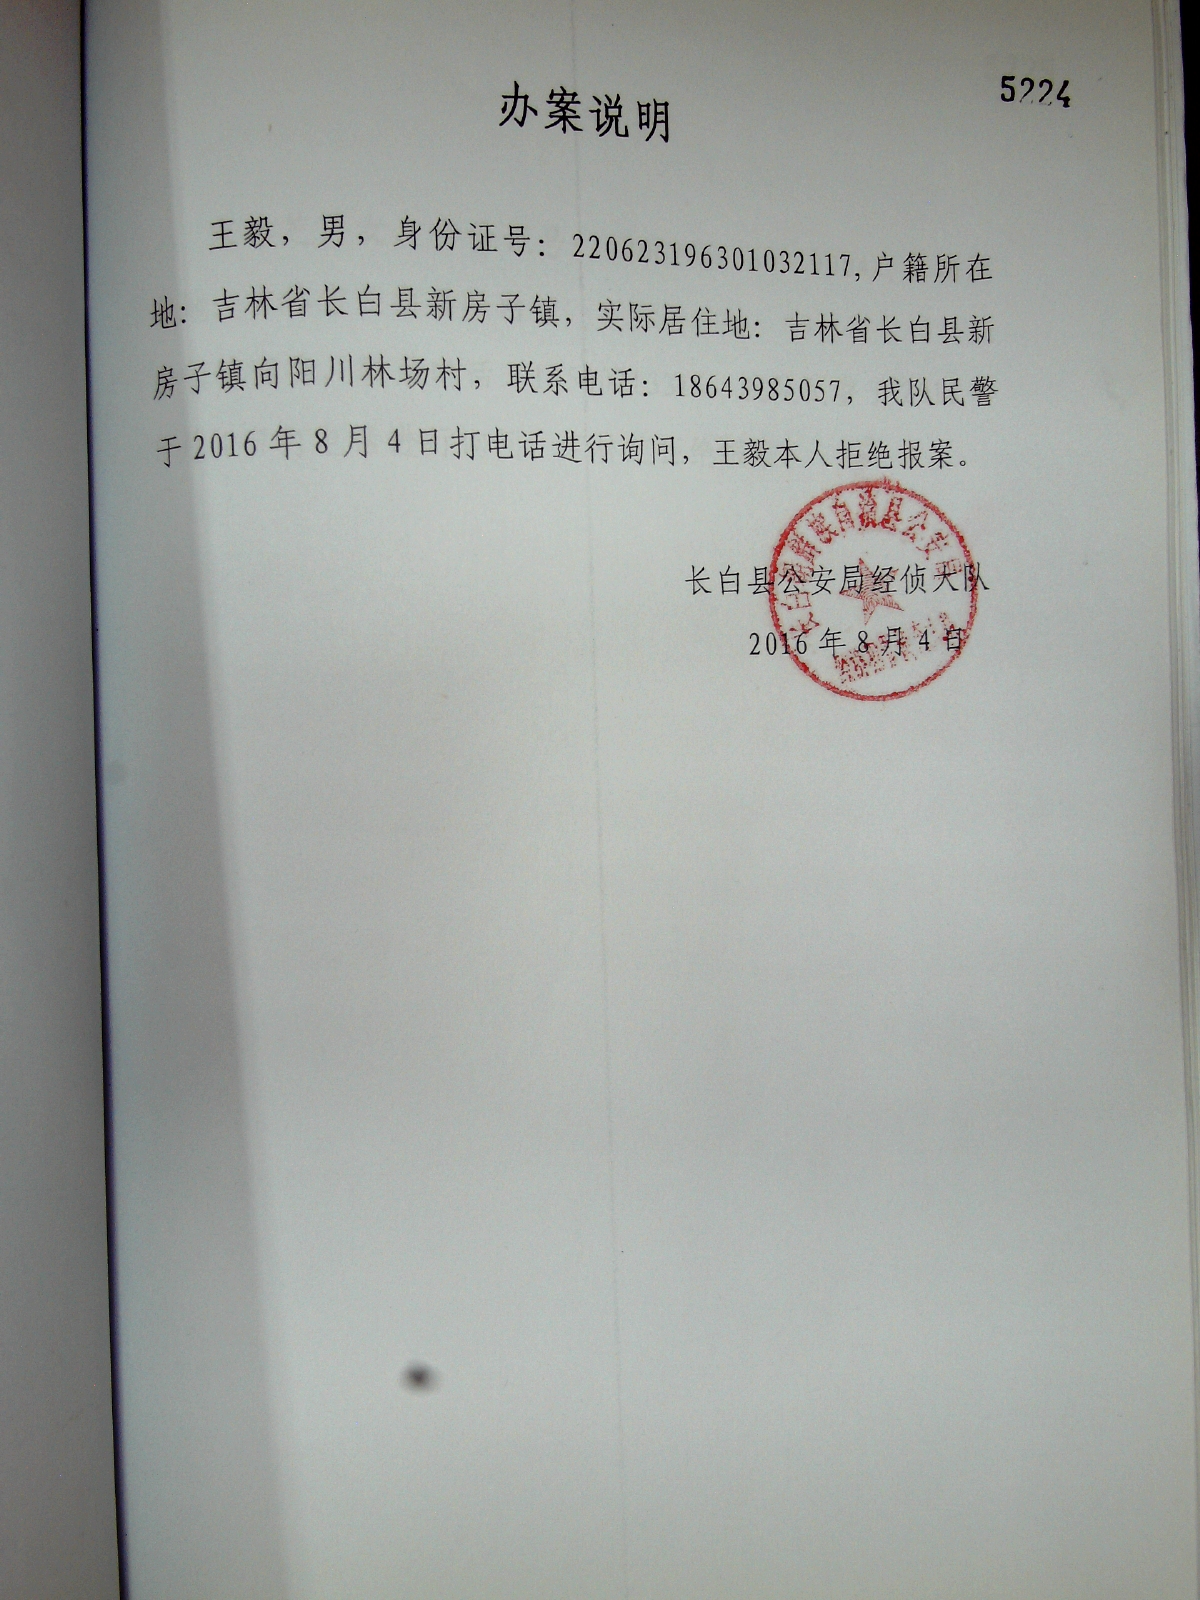 5224
办案说明
王毅，男，身份证号：220623196301032117,户籍所在
地：吉林省长白县新房子镇，实际居住地：吉林省长白县新
房子镇向阳川林场村，联系电话：18643985057，我队民警
于2016年8月4日打电话进行询问，王毅本人拒绝报案。
长白县公安局经侦大队
2016年8月4日